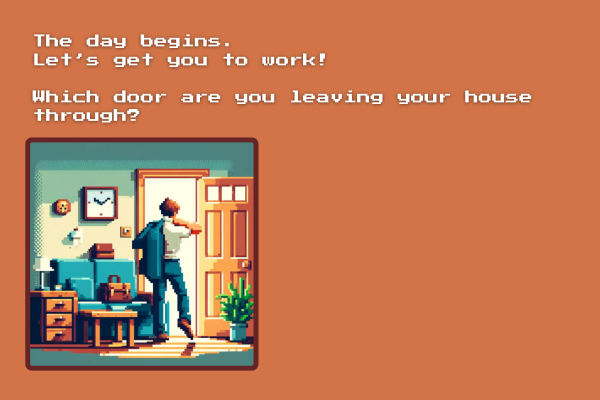 The day begins.
Let's get you to work!
Which door are you leaving your house
through?